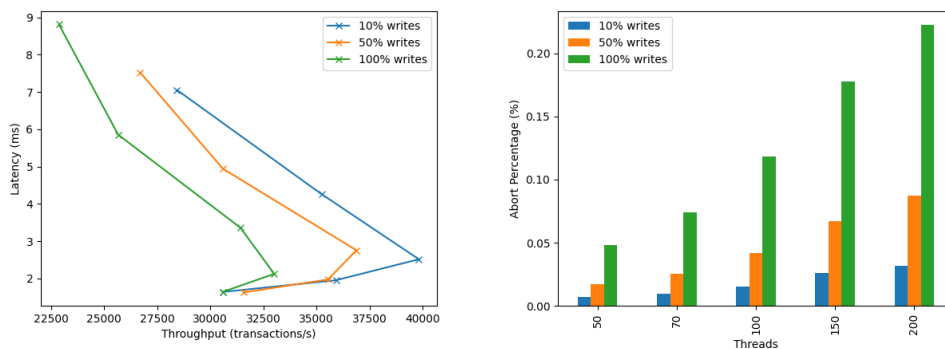 9
8
7
6
5
4
3
2
Latency (ms)
22500 25000 27500 30000 32500 35000 37500 40000
Throughput (transactions/s)
10% writes
50% writes
100% writes
0.20
0.15
0.10
0.05
0.00
Abort Percentage (%)
10% writes
50% writes
100% writes
50 70 100 150 200
Threads